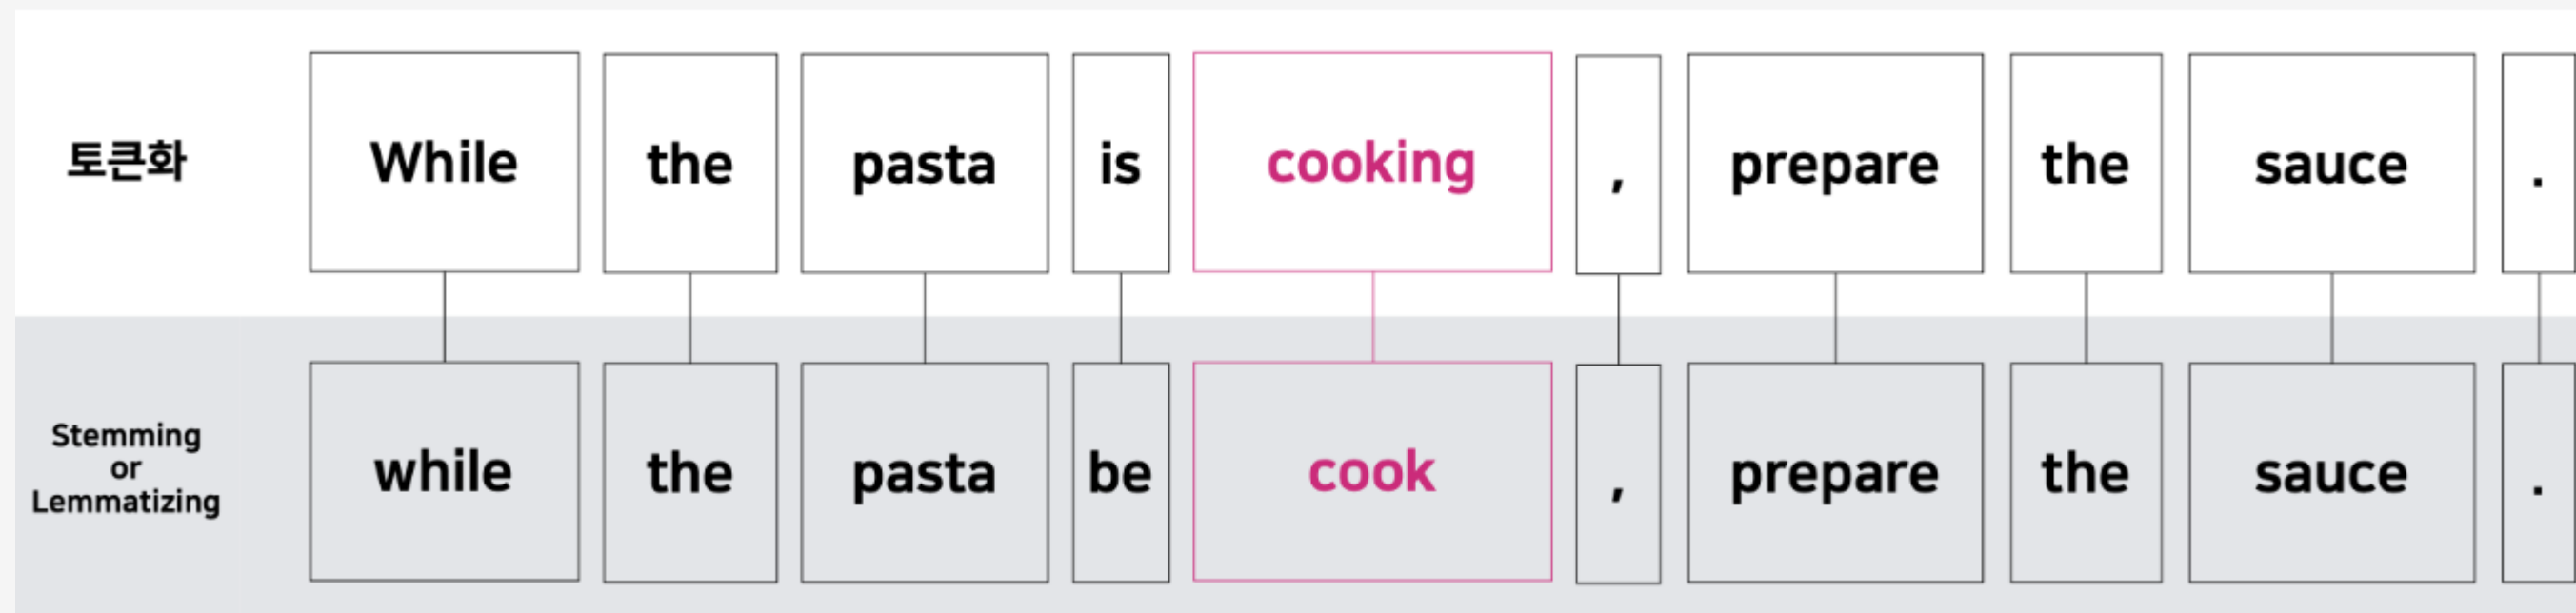 토큰화 While the pasta is cooking , prepare the sauce .
Stemming
or
Lemmatizing
while the pasta be cook , prepare the sauce .